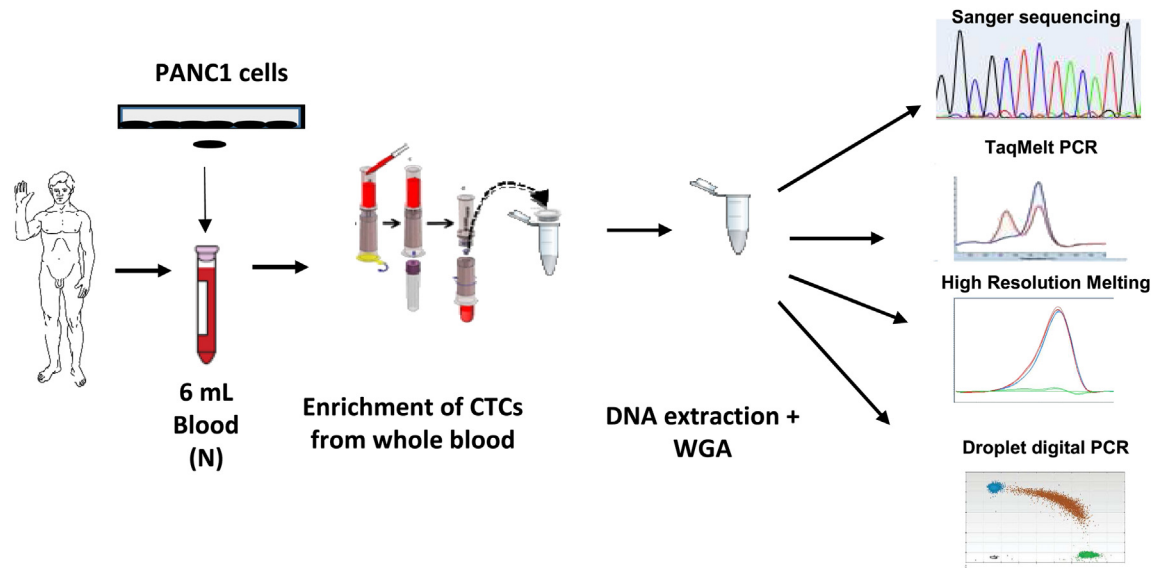 Sanger sequencing
PANC1 cells
TaqMelt PCR
High Resolution Melting
6 mL
Blood
(N)
Enrichment of CTCs
from whole blood
DNA extraction +
WGA
Droplet digital PCR